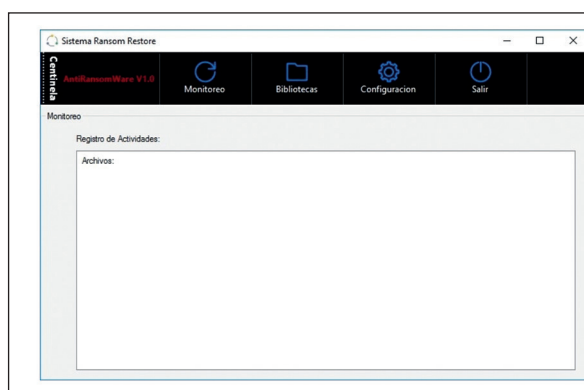 Sistema Ransom Restore
Centinela
AntiRansomWare V1.0
Monitoreo
Bibliotecas
Configuracion
Salir
Monitoreo
Registro de Actividades:
Archivos: